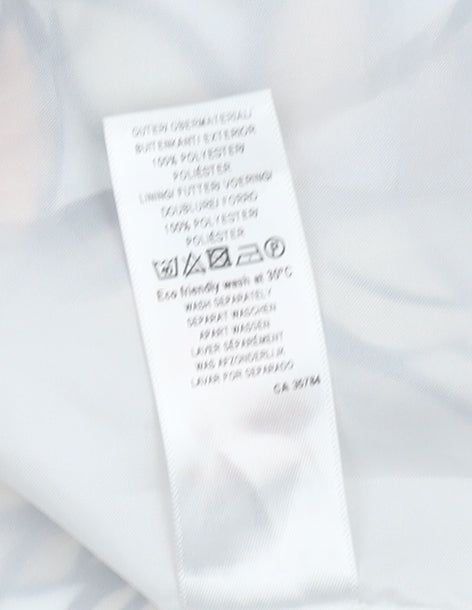 OUTER/ OBERMATERIAL/
BUITENKANT/ EXTERIOR
100% POLYESTER/
POLIÉSTER
LINING/ FUTTER/ VOERING/
DOUBLURE/ FORRO
100% POLYESTER/
POLIÉSTER
Eco friendly wash at 30°C
WASH SEPARATELY
SEPARAT WASCHEN
APART WASSEN
LAVER SÉPARÉMENT
WAS AFZONDERLIJK
LAVAR POR SEPARADO
CA 35784